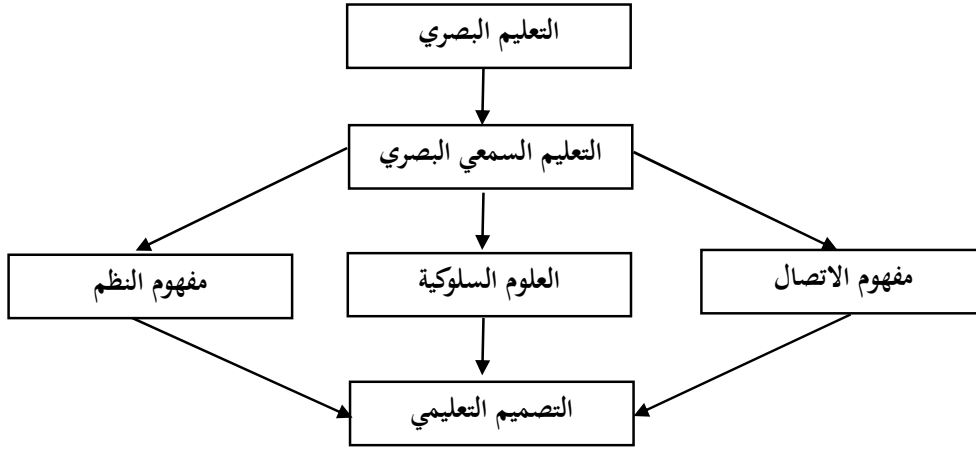 التعليم البصري
التعليم السمعي البصري
مفهوم الاتصال
العلوم السلوكية
مفهوم النظم
التصميم التعليمي